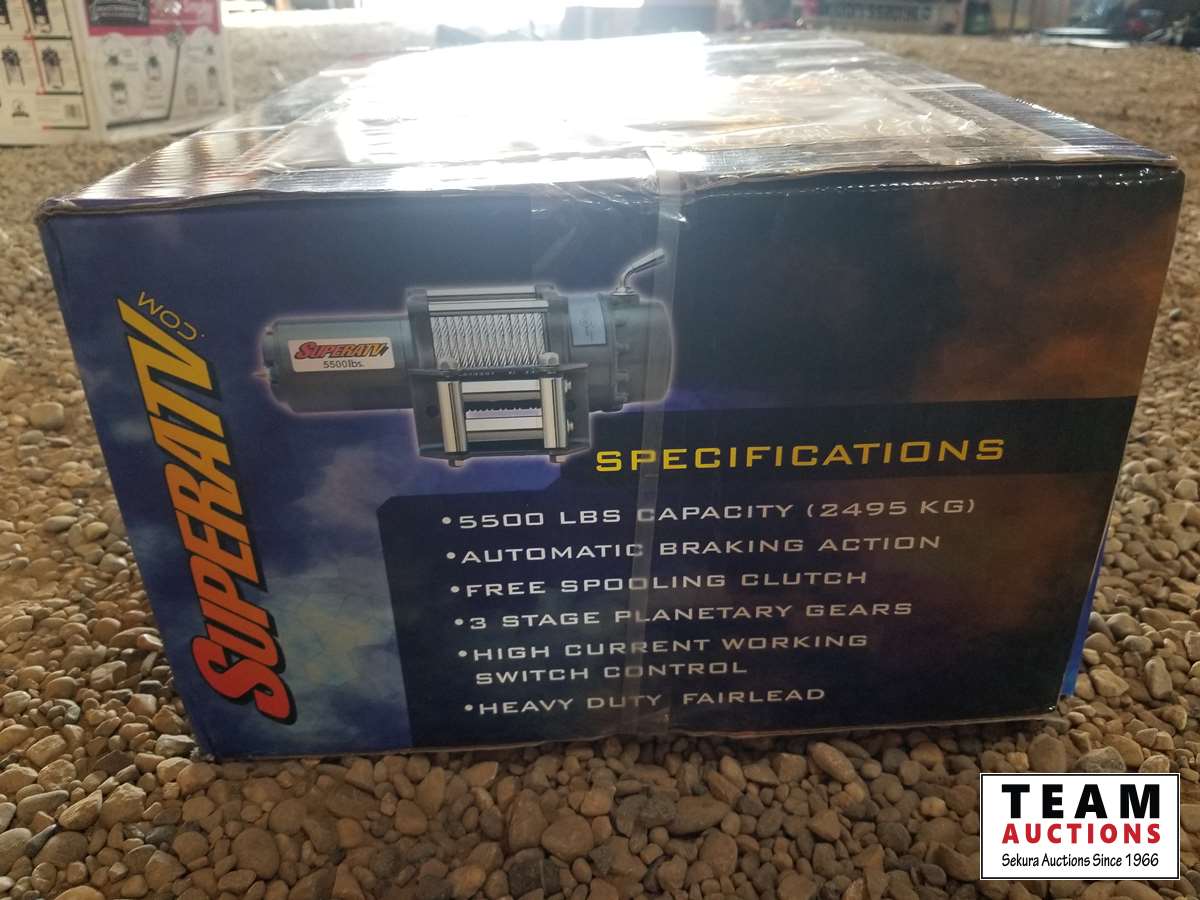 SUPERATV
.COM
SUPERATV
5500lbs.
SPECIFICATIONS
•5500 LBS CAPACITY (2495 KG)
•AUTOMATIC BRAKING ACTION
•FREE SPOOLING CLUTCH
•3 STAGE PLANETARY GEARS
•HIGH CURRENT WORKING
SWITCH CONTROL
•HEAVY DUTY FAIRLEAD
TEAM
AUCTIONS
Sekura Auctions Since 1966